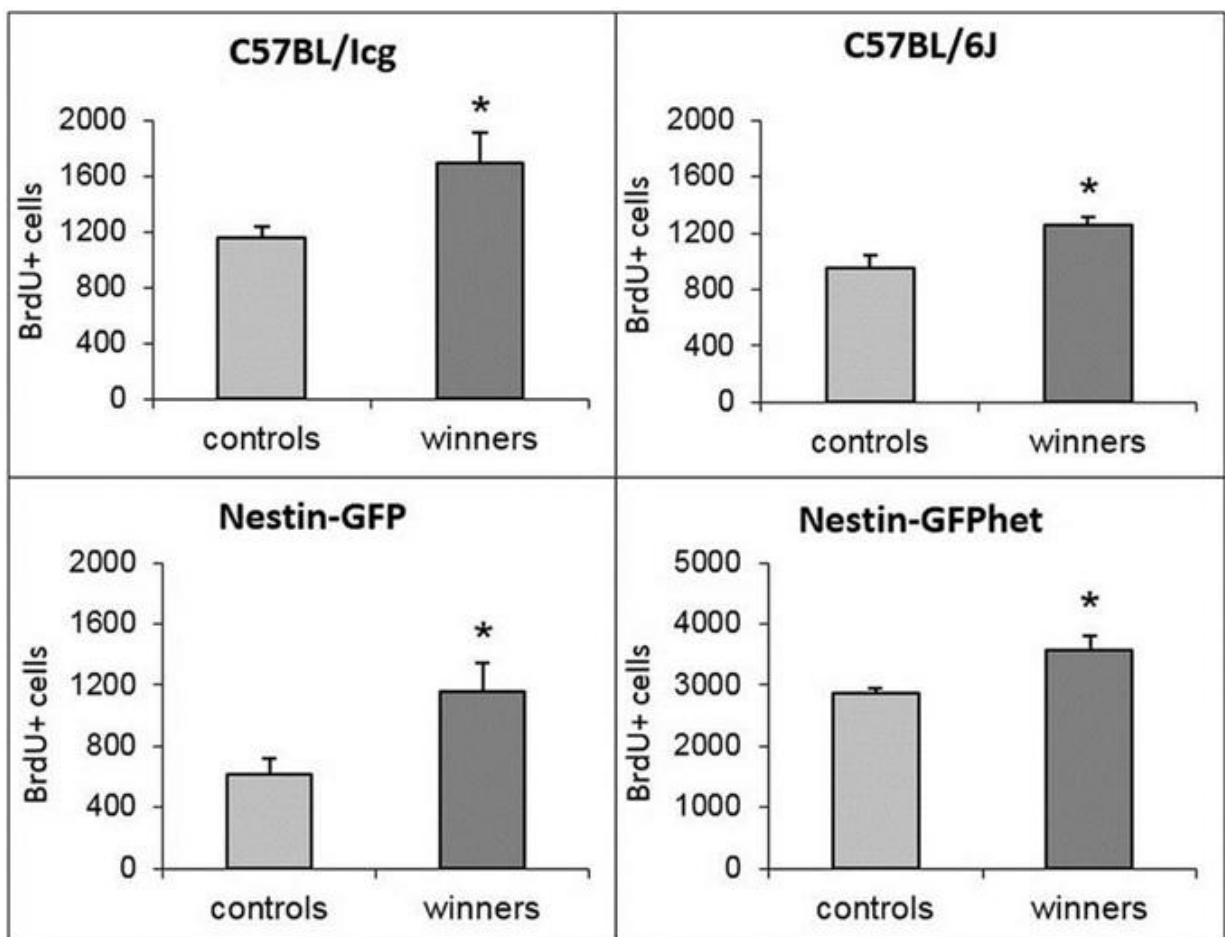 C57BL/Icg
*
2000
1600
1200
800
400
0
BrdU+ cells
controls winners
C57BL/6J
*
2000
1600
1200
800
400
0
BrdU+ cells
controls winners
Nestin-GFP
*
2000
1600
1200
800
400
0
BrdU+ cells
controls winners
Nestin-GFPhet
*
5000
4000
3000
2000
1000
0
BrdU+ cells
controls winners